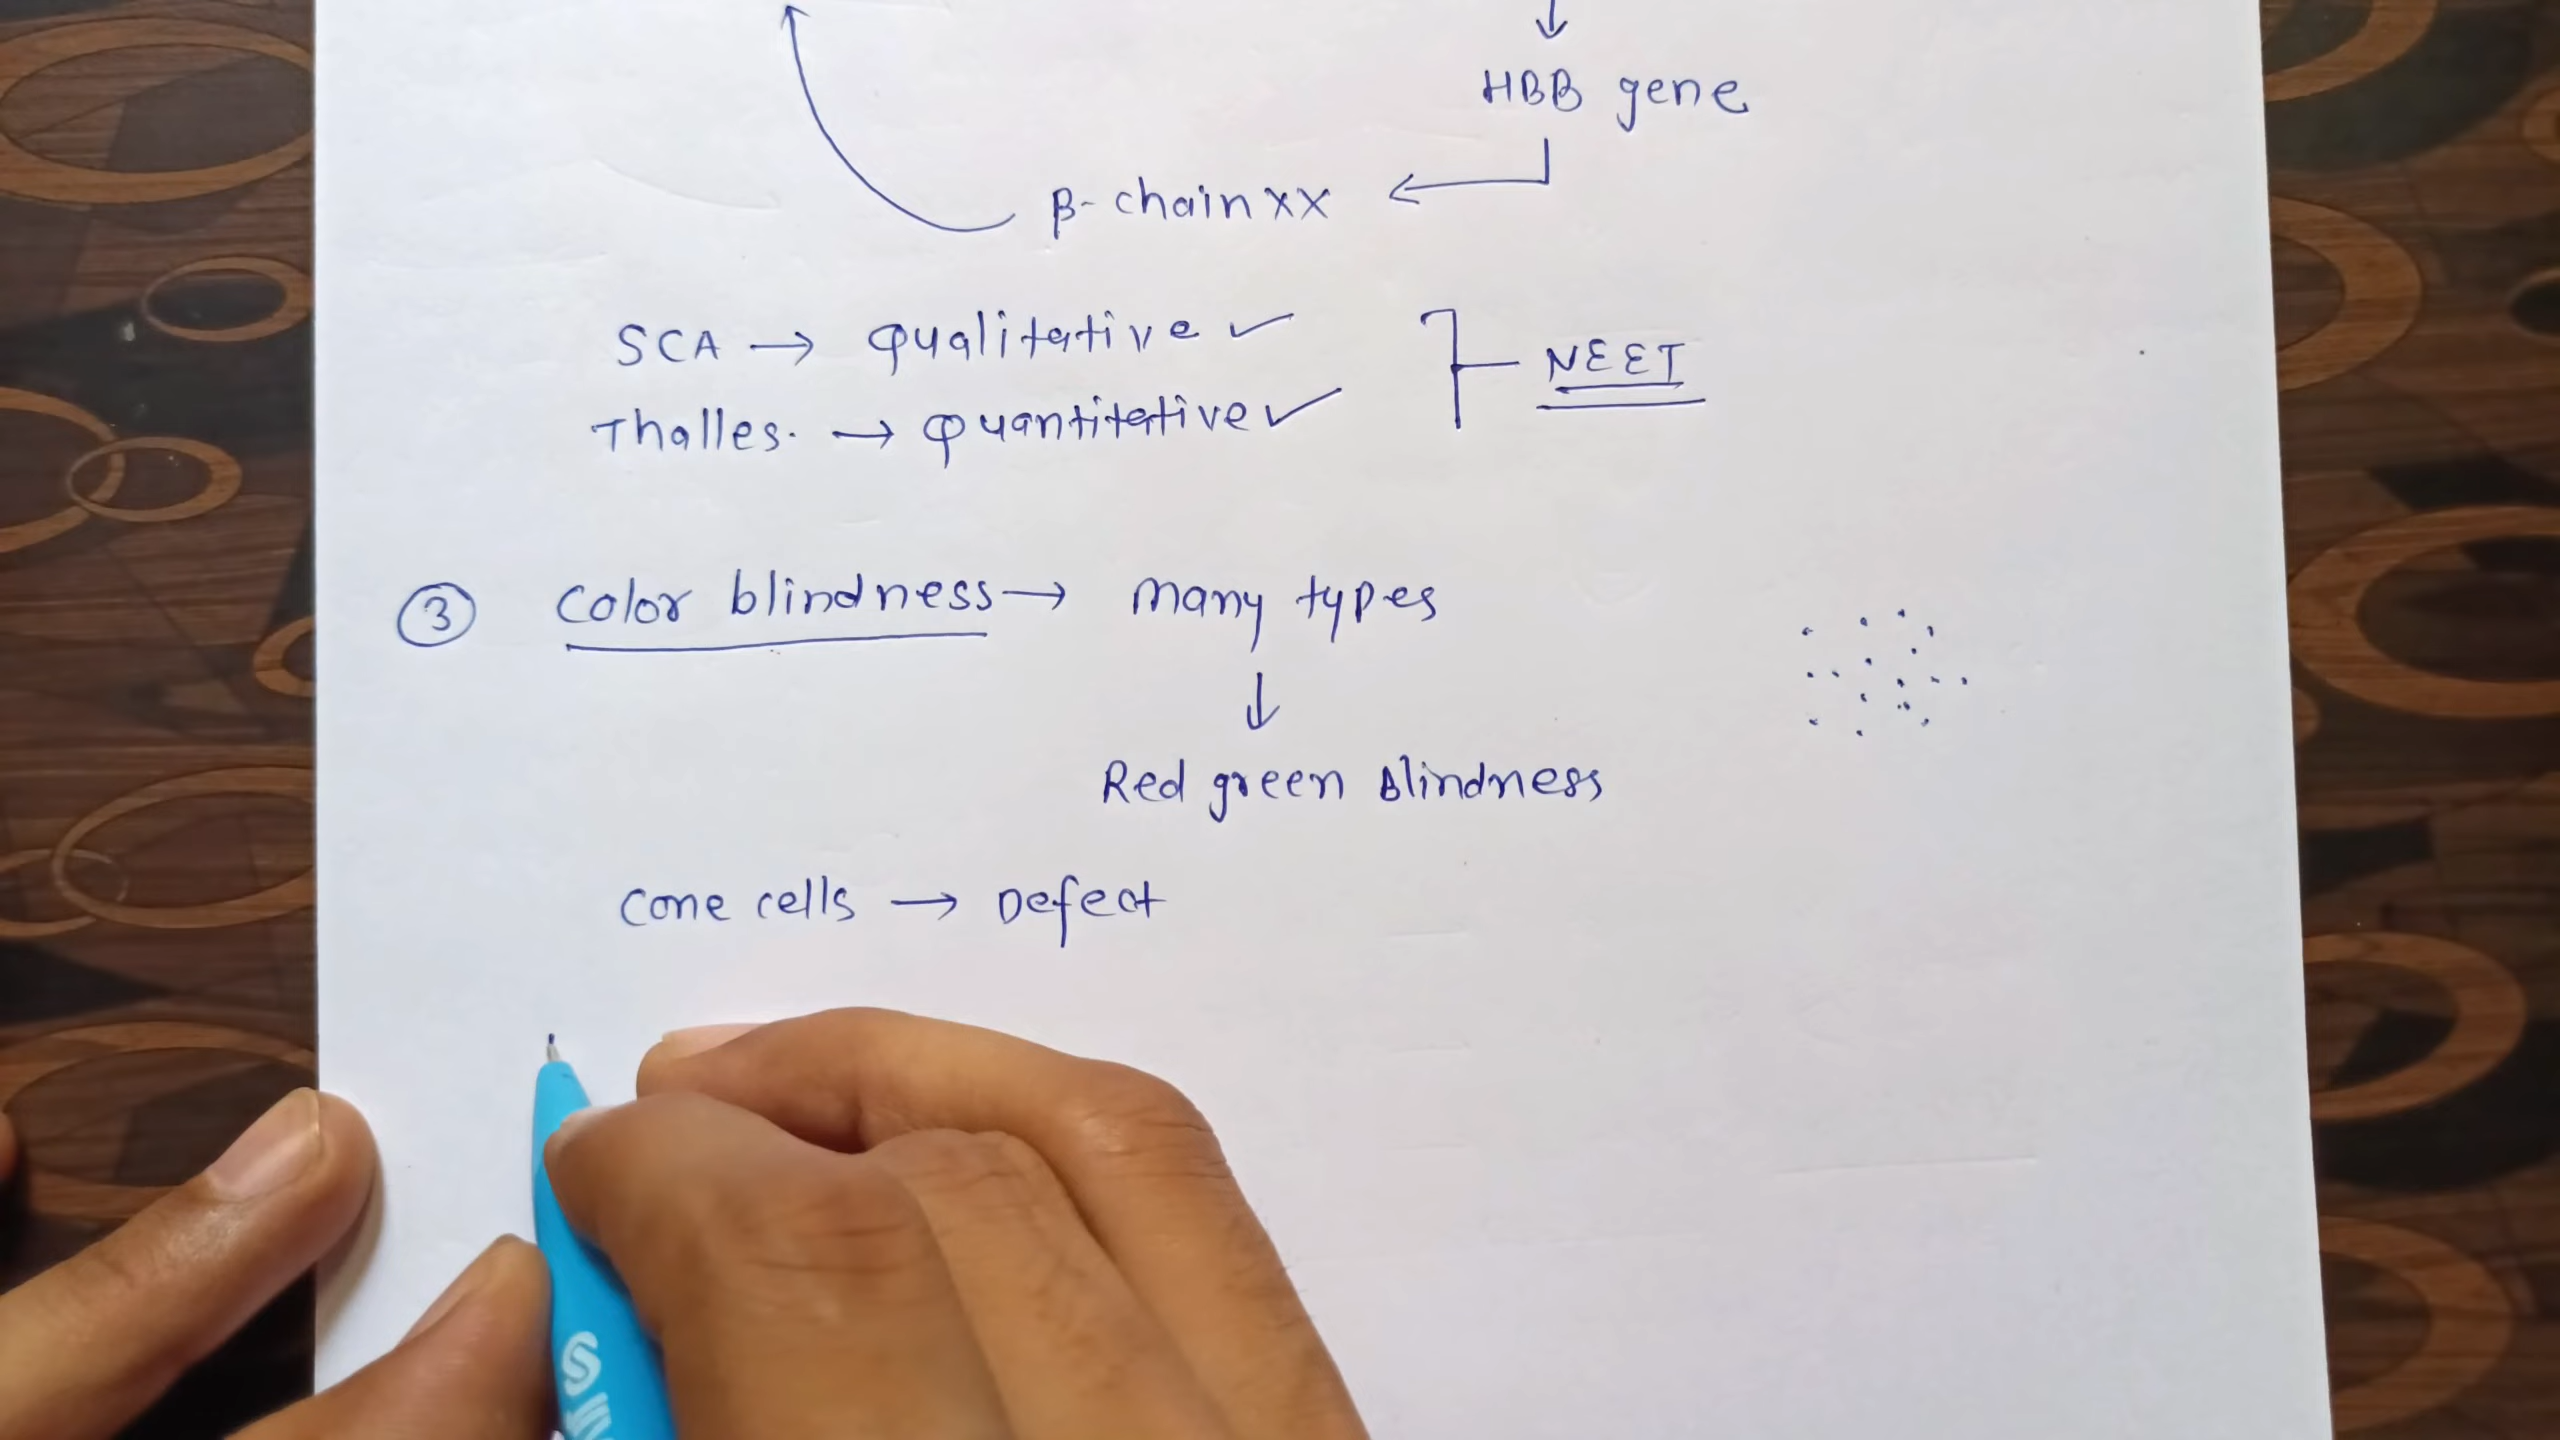 ↓
HBB gene
β-chain xx ←
SCA → Qualitative ✓
NEET
Thalles. → Quantitative ✓
③ Color blindness → Many types
↓
Red green Blindness
Cone cells → Defect